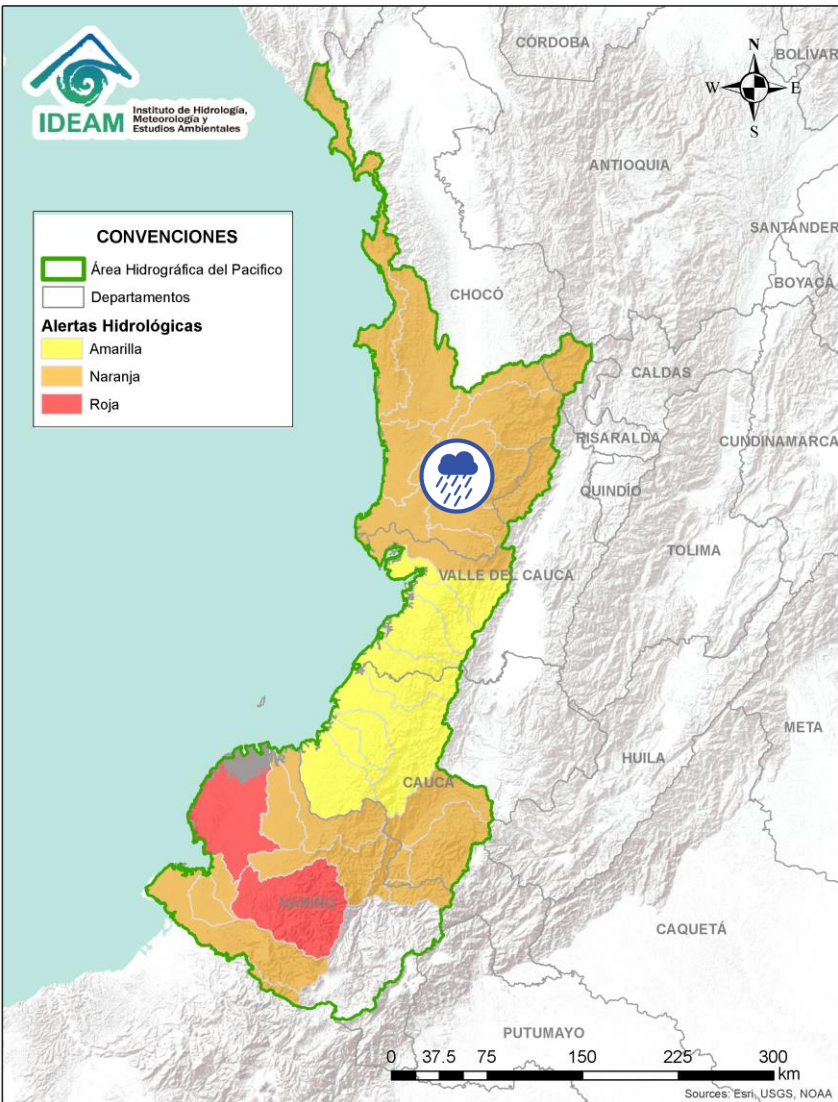 IDEAM
Instituto de Hidrología,
Meteorología y
Estudios Ambientales
CÓRDOBA
BOLIVAR
N
W
E
S
ANTIOQUIA
SANTANDER
BOYACÁ
CONVENCIONES
Área Hidrográfica del Pacifico
Departamentos
Alertas Hidrológicas
Amarilla
Naranja
Roja
CHOCÓ
CALDAS
RISARALDA
CUNDINAMARCA
QUINDÍO
TOLIMA
VALLE DEL CAUCA
META
HUILA
CAUCA
NARIÑO
CAQUETÁ
PUTUMAYO
0 37.5 75 150 225 300
km
Sources: Esri, USGS, NOAA